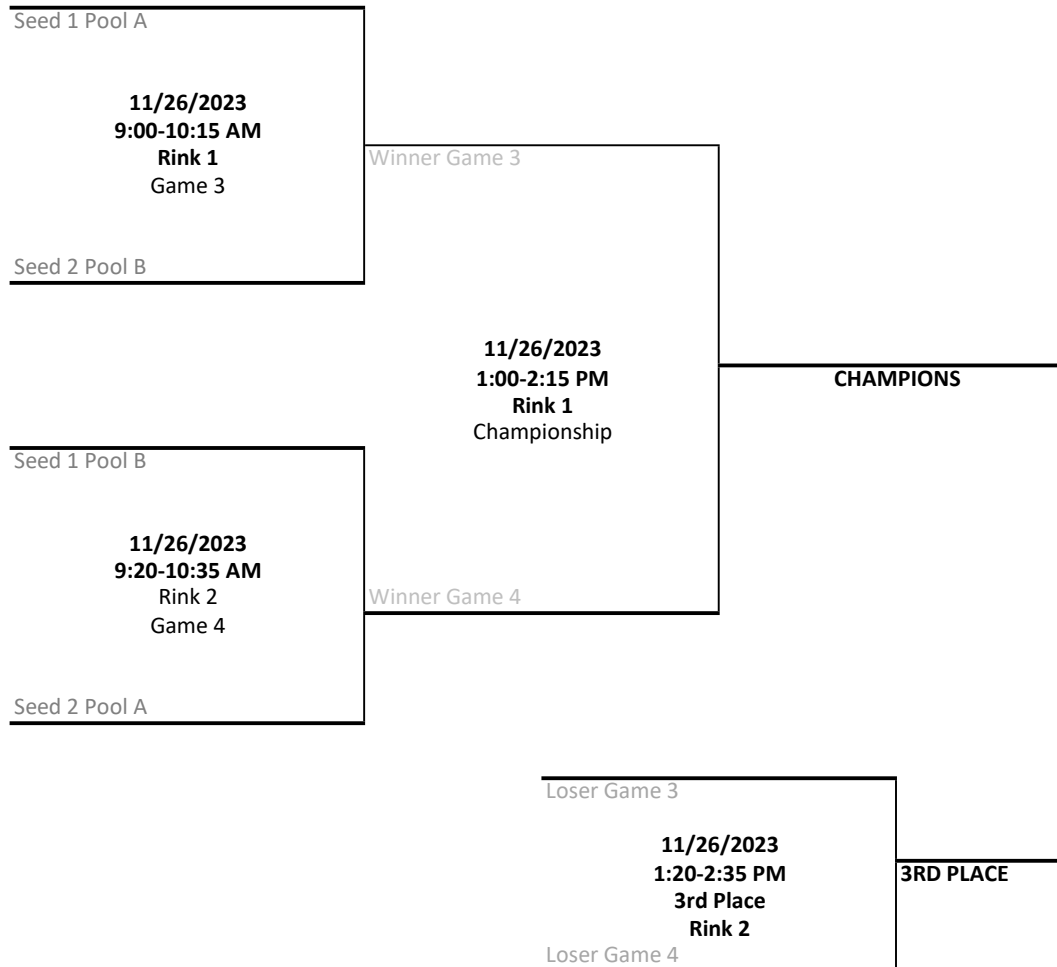 Seed 1 Pool A
11/26/2023
9:00-10:15 AM
Rink 1
Game 3
Winner Game 3
Seed 2 Pool B
11/26/2023
1:00-2:15 PM
Rink 1
Championship
CHAMPIONS
Seed 1 Pool B
11/26/2023
9:20-10:35 AM
Rink 2
Game 4
Winner Game 4
Seed 2 Pool A
Loser Game 3
11/26/2023
1:20-2:35 PM
3rd Place
Rink 2
3RD PLACE
Loser Game 4